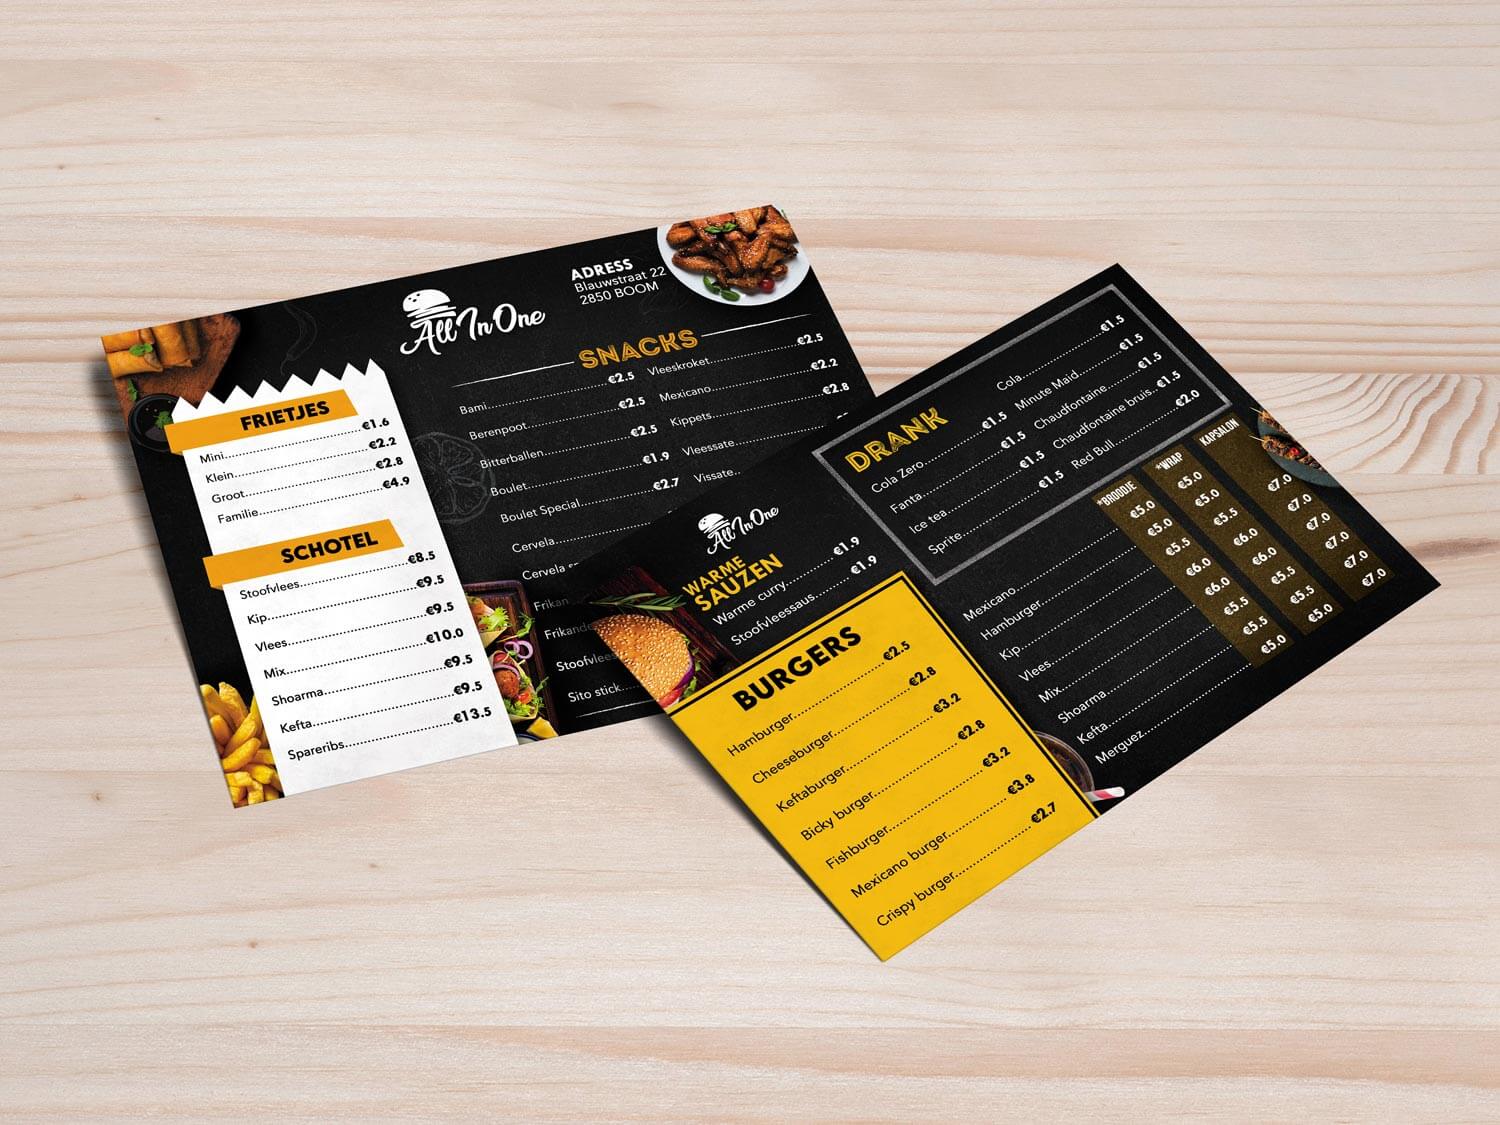 All In One
ADRESS
Blauwstraat 22
2850 BOOM
FRIETJES
Mini........................€1.6
Klein........................€2.2
Groot........................€2.8
Familie........................€4.9
SCHOTEL
Stoofvlees........................€8.5
Kip........................€9.5
Vlees........................€9.5
Mix........................€10.0
Shoarma........................€9.5
Kefta........................€9.5
Spareribs........................€13.5
SNACKS
Bami........................€2.5
Berenpoot........................€2.5
Bitterballen........................€2.5
Boulet........................€1.9
Boulet Special........................€2.7
Cervela
Cervela
Frikan
Frikande
Stoofvlees
Sito stick
Vleeskroket........................€2.5
Mexicano........................€2.2
Kippets........................€2.8
Vleessate
Vissate
All In One
WARME
SAUZEN
Warme curry........................€1.9
Stoofvleessaus........................€1.9
BURGERS
Hamburger........................€2.5
Cheeseburger........................€2.8
Keftaburger........................€3.2
Bicky burger........................€2.8
Fishburger........................€3.2
Mexicano burger........................€3.8
Crispy burger........................€2.7
DRANK
Cola Zero........................€1.5
Fanta........................€1.5
Ice tea........................€1.5
Sprite........................€1.5
Cola........................€1.5
Minute Maid........................€1.5
Chaudfontaine........................€1.5
Chaudfontaine bruis........................€1.5
Red Bull........................€2.0
*BROODJE *WRAP KAPSALON
Mexicano........................€5.0 €5.0
Hamburger........................€5.0 €5.0
Kip........................€5.5 €5.5 €7.0
Vlees........................€6.0 €6.0 €7.0
Mix........................€6.0 €6.0 €7.0
Shoarma........................€5.5 €5.5 €7.0
Kefta........................€5.5 €5.5 €7.0
Merguez........................€5.0 €5.0 €7.0